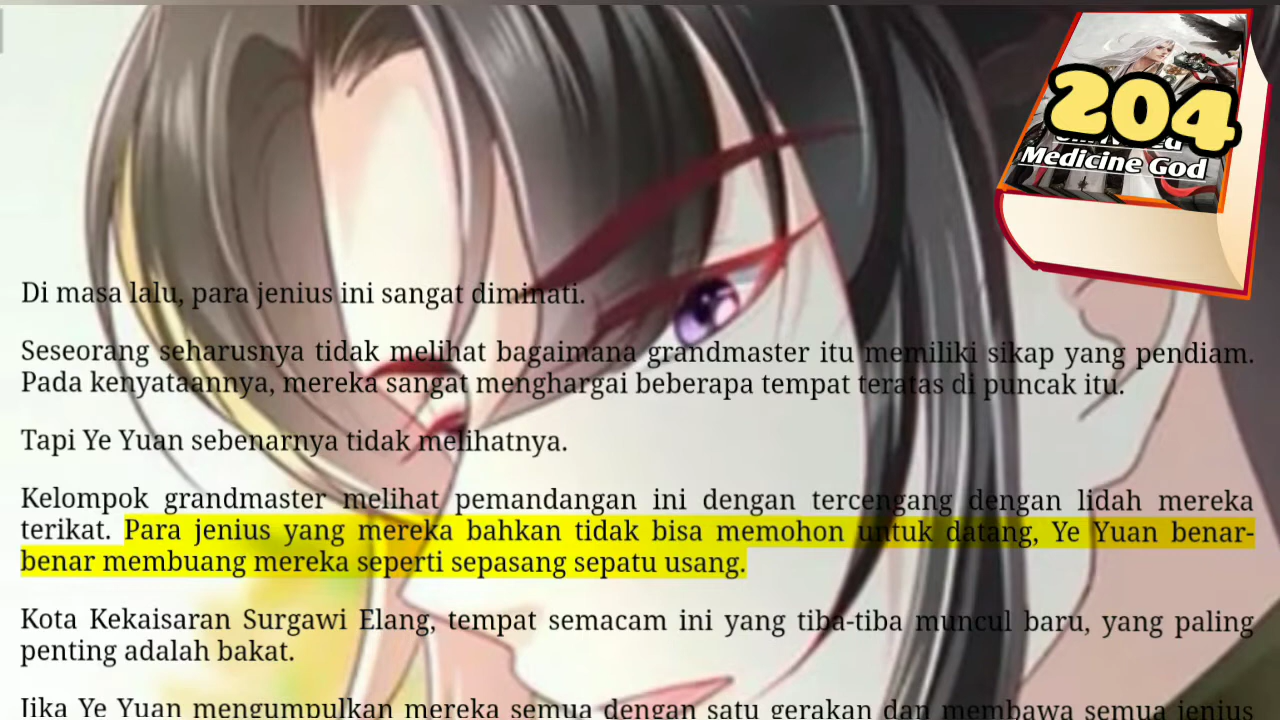 204
Medicine God
Di masa lalu, para jenius ini sangat diminati.
Seseorang seharusnya tidak melihat bagaimana grandmaster itu memiliki sikap yang pendiam.
Pada kenyataannya, mereka sangat menghargai beberapa tempat teratas di puncak itu.
Tapi Ye Yuan sebenarnya tidak melihatnya.
Kelompok grandmaster melihat pemandangan ini dengan tercengang dengan lidah mereka
terikat. Para jenius yang mereka bahkan tidak bisa memohon untuk datang, Ye Yuan benar-
benar membuang mereka seperti sepasang sepatu usang.
Kota Kekaisaran Surgawi Elang, tempat semacam ini yang tiba-tiba muncul baru, yang paling
penting adalah bakat.
Jika Ye Yuan mengumpulkan mereka semua dengan satu gerakan dan membawa semua jenius